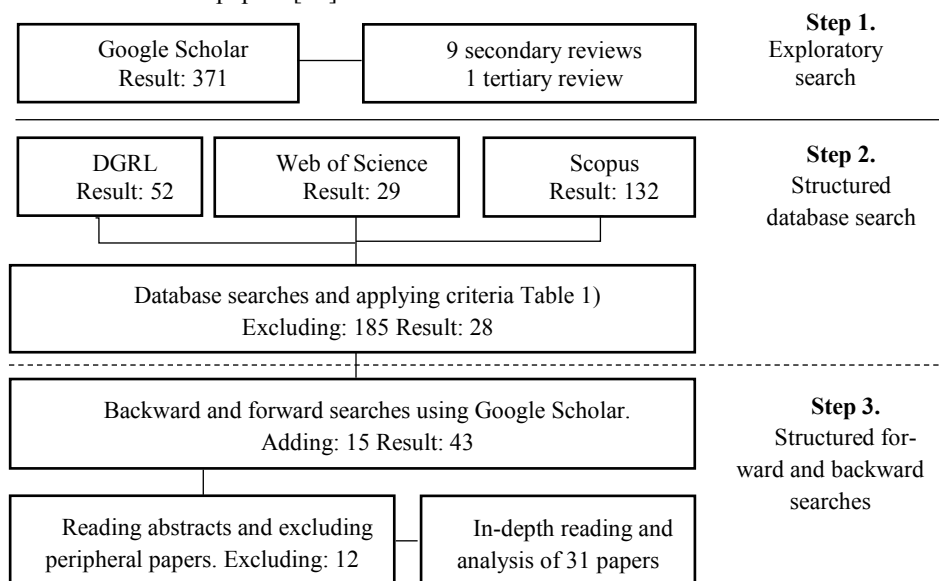 Google Scholar
Result: 371
9 secondary reviews
1 tertiary review
Step 1.
Exploratory
search
DGRL
Result: 52
Web of Science
Result: 29
Scopus
Result: 132
Step 2.
Structured
database search
Database searches and applying criteria Table 1)
Excluding: 185 Result: 28
Backward and forward searches using Google Scholar.
Adding: 15 Result: 43
Step 3.
Structured for-
ward and backward
searches
Reading abstracts and excluding
peripheral papers. Excluding: 12
In-depth reading and
analysis of 31 papers